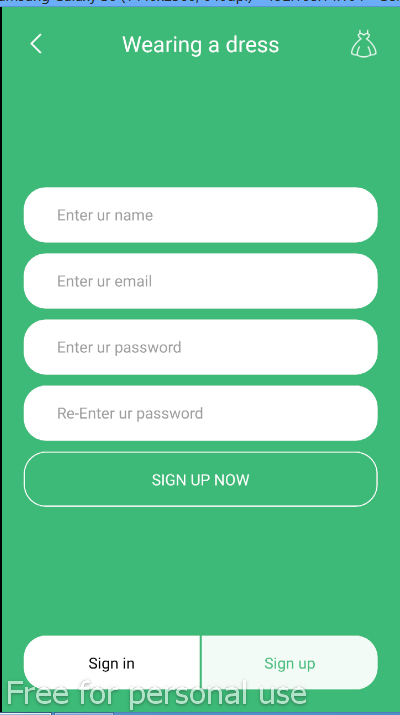 Wearing a dress
Enter ur name
Enter ur email
Enter ur password
Re-Enter ur password
SIGN UP NOW
Sign in
Sign up
Free for personal use